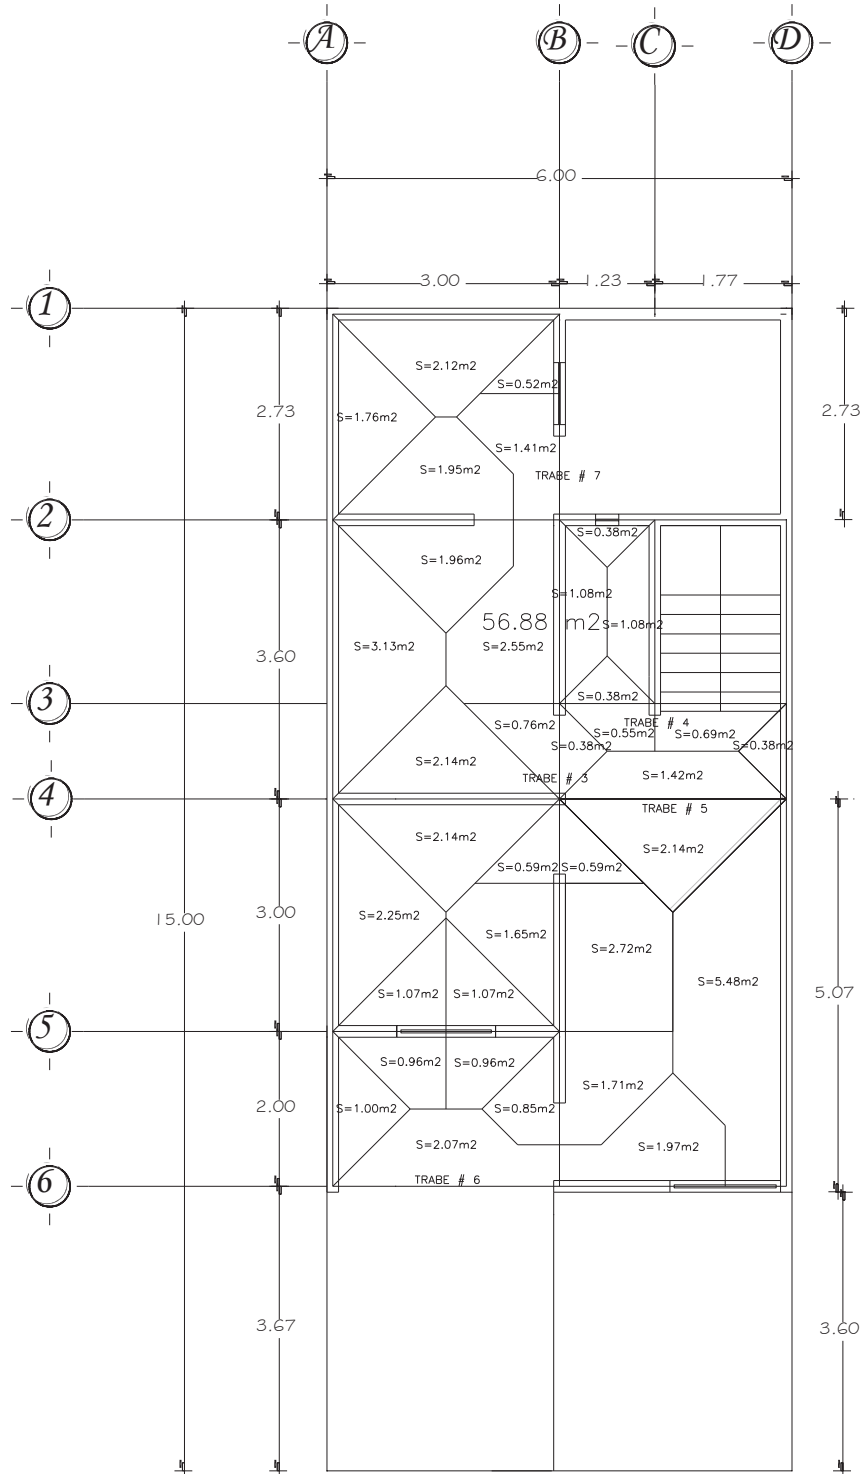 A B C D
6.00
3.00 1.23 1.77
1
S=2.12m2
S=0.52m2
2.73 2.73
S=1.76m2
S=1.41m2
S=1.95m2
TRABE # 7
2
S=0.38m2
S=1.96m2
S=1.08m2
56.88 m2
S=1.08m2
S=3.13m2 S=2.55m2
3.60
S=0.38m2
3
TRABE # 4
S=0.76m2
S=0.55m2 S=0.69m2
S=0.38m2 S=0.38m2
S=2.14m2
S=1.42m2
TRABE # 3
4
TRABE # 5
S=2.14m2
S=2.14m2
S=0.59m2 S=0.59m2
15.00
3.00
S=2.25m2
S=1.65m2
S=2.72m2
S=5.48m2
5.07
S=1.07m2 S=1.07m2
5
S=0.96m2 S=0.96m2
S=1.71m2
2.00
S=1.00m2 S=0.85m2
S=2.07m2
S=1.97m2
TRABE # 6
6
3.67
3.60